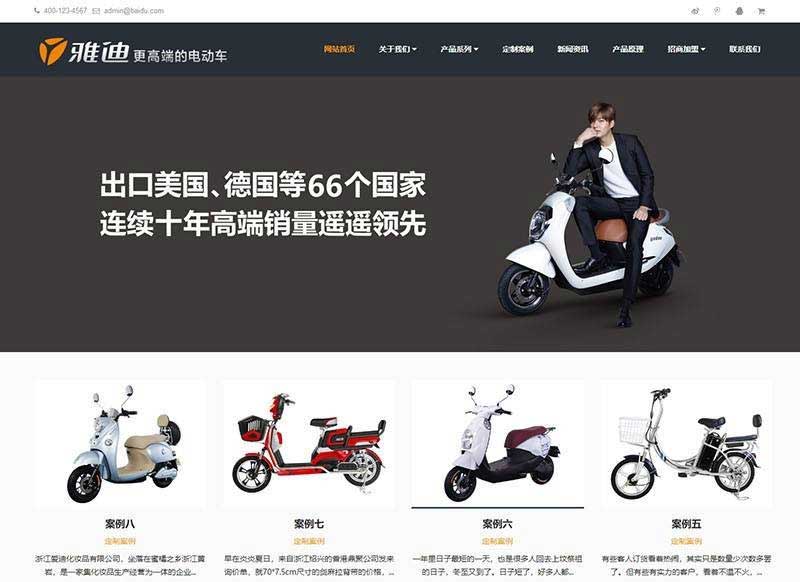 400-123-4567 admin@baidu.com
雅迪 更高端的电动车
网站首页 关于我们 产品系列 定制案例 新闻资讯 产品原理 招商加盟 联系我们
出口美国、德国等66个国家
连续十年高端销量遥遥领先
案例八
定制案例
浙江爱迪化妆品有限公司，坐落在蜜橘之乡浙江黄
岩，是一家集化妆品生产经营为一体的企业...
案例七
定制案例
早在炎炎夏日，来自浙江绍兴的香港鼎聚公司发来
询价单，就70*7.5cm尺寸的剑麻拉背带的价格，...
案例六
定制案例
一年里日子最短的一天，也是很多人回去上坟祭祖
的日子，冬至又到了。日子短了，好多人都...
案例五
定制案例
有些客人订货看着热闹，其实只是数量少次数多罢
了。但有些有实力的客户，看着不温不火，...